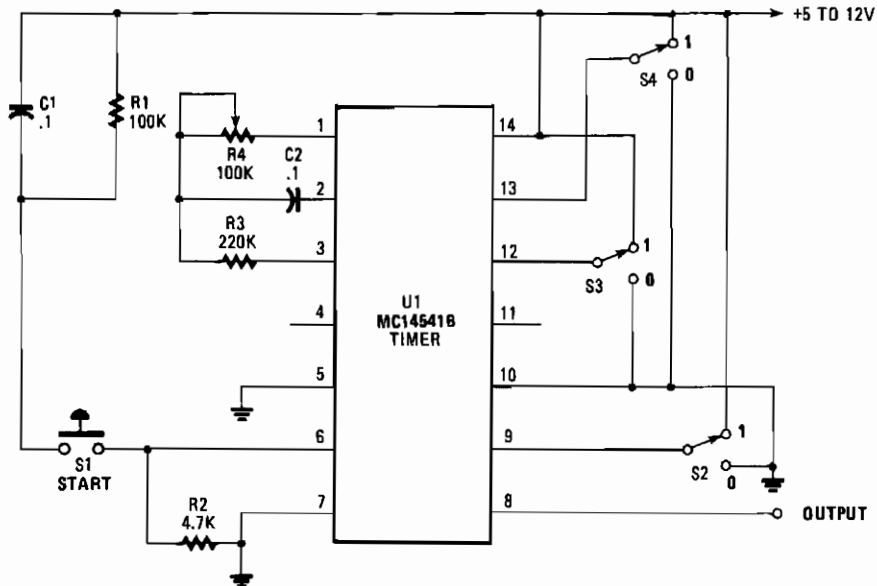 +5 TO 12V
C1
.1
R1
100K
1
0
S4
1
R4
100K
C2
.1
2
R3
220K
3
4
5
6
7
U1
MC14541B
TIMER
14
13
12
11
10
9
8
1
0
S3
1
0
S2
S1
START
R2
4.7K
OUTPUT